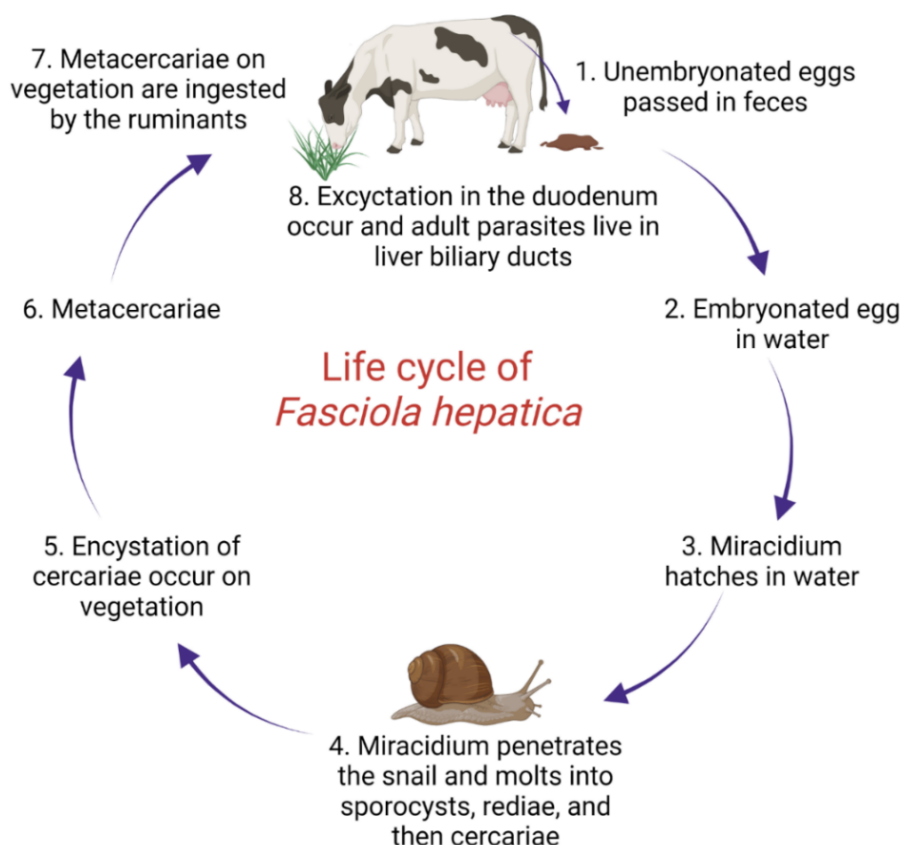 7. Metacercariae on
vegetation are ingested
by the ruminants
1. Unembryonated eggs
passed in feces
8. Excyctation in the duodenum
occur and adult parasites live in
liver biliary ducts
6. Metacercariae
2. Embryonated egg
in water
Life cycle of
Fasciola hepatica
5. Encystation of
cercariae occur on
vegetation
3. Miracidium
hatches in water
4. Miracidium penetrates
the snail and molts into
sporocysts, rediae, and
then cercariae